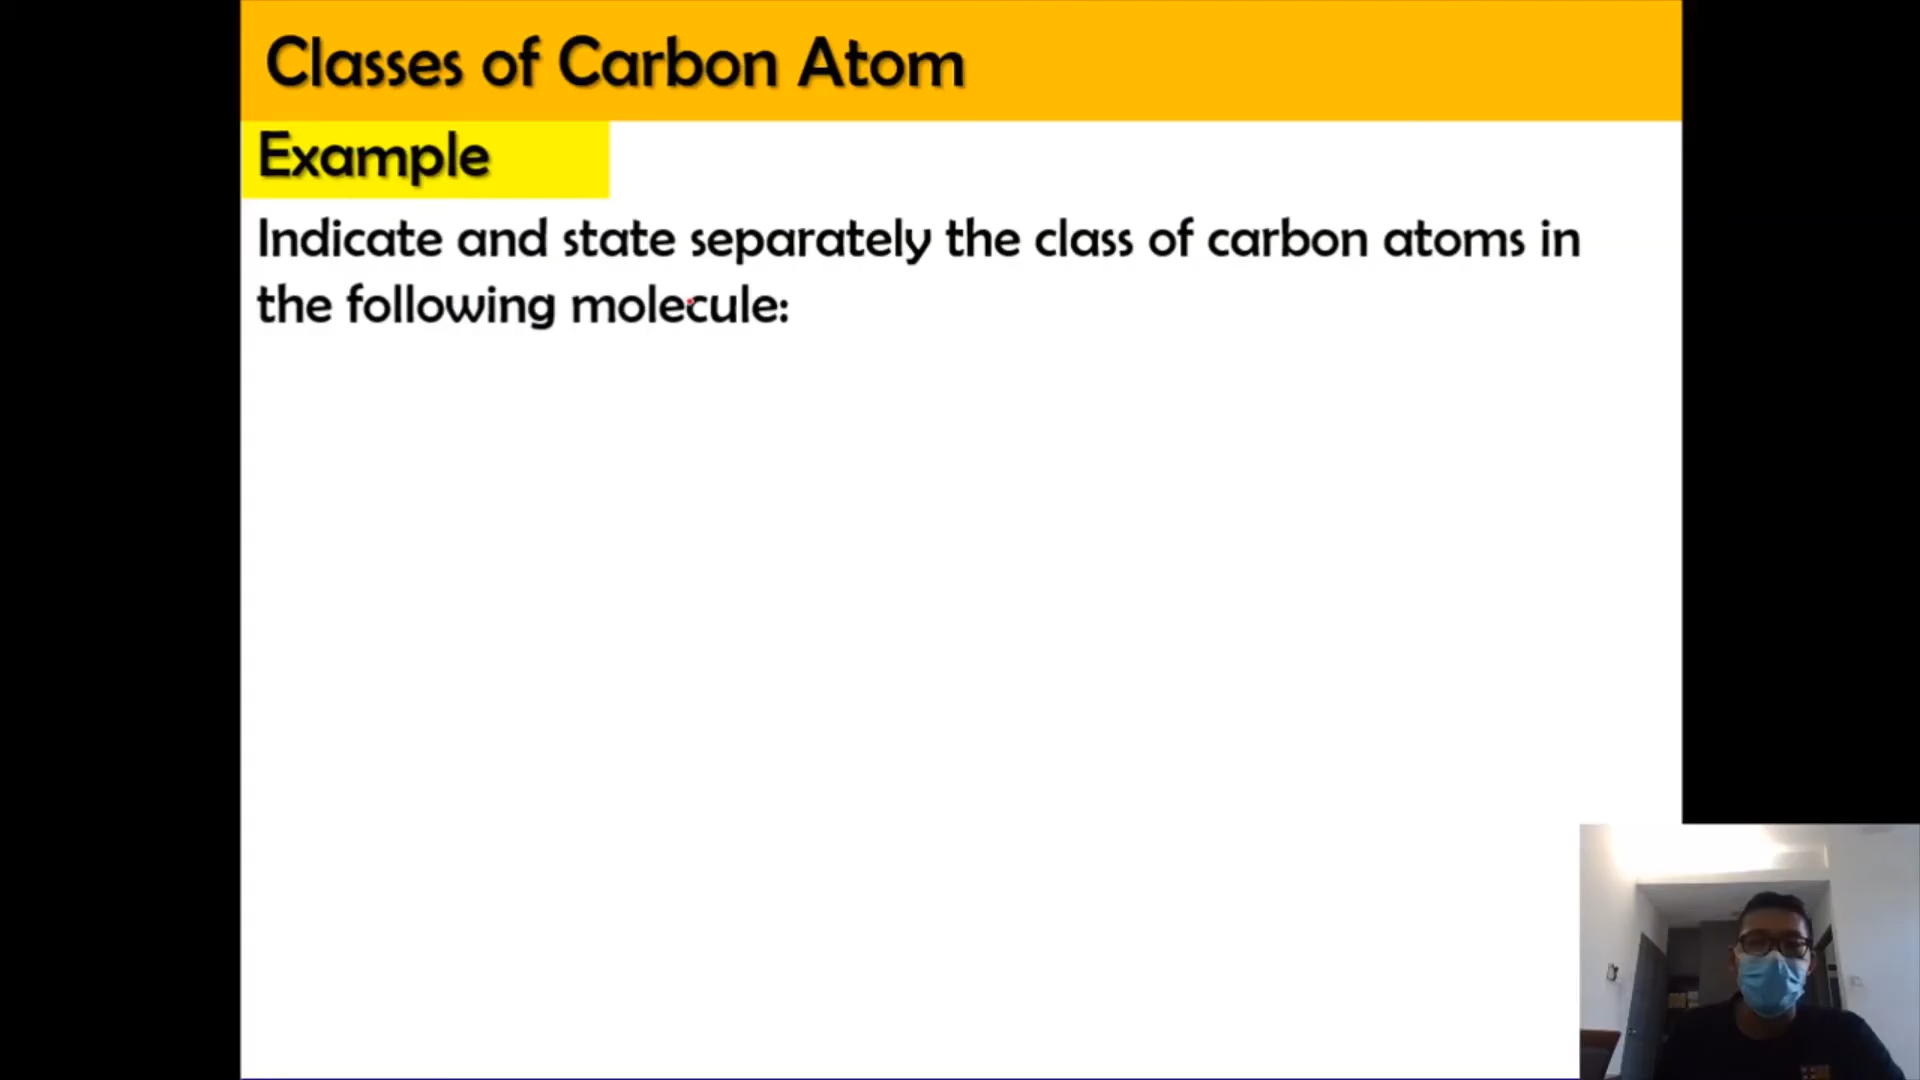 Classes of Carbon Atom
Example
Indicate and state separately the class of carbon atoms in
the following molecule: